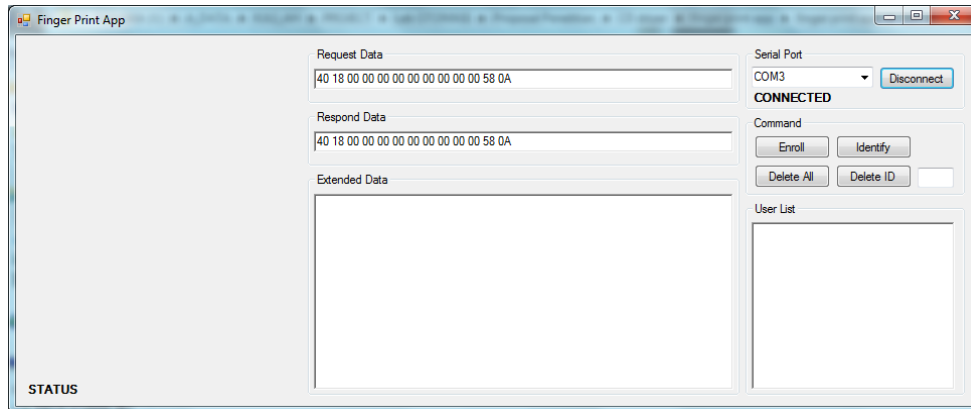 Finger Print App
Request Data
40 18 00 00 00 00 00 00 00 00 00 58 0A
Respond Data
40 18 00 00 00 00 00 00 00 00 00 58 0A
Extended Data
STATUS
Serial Port
COM3
Disconnect
CONNECTED
Command
Enroll
Identify
Delete All
Delete ID
User List